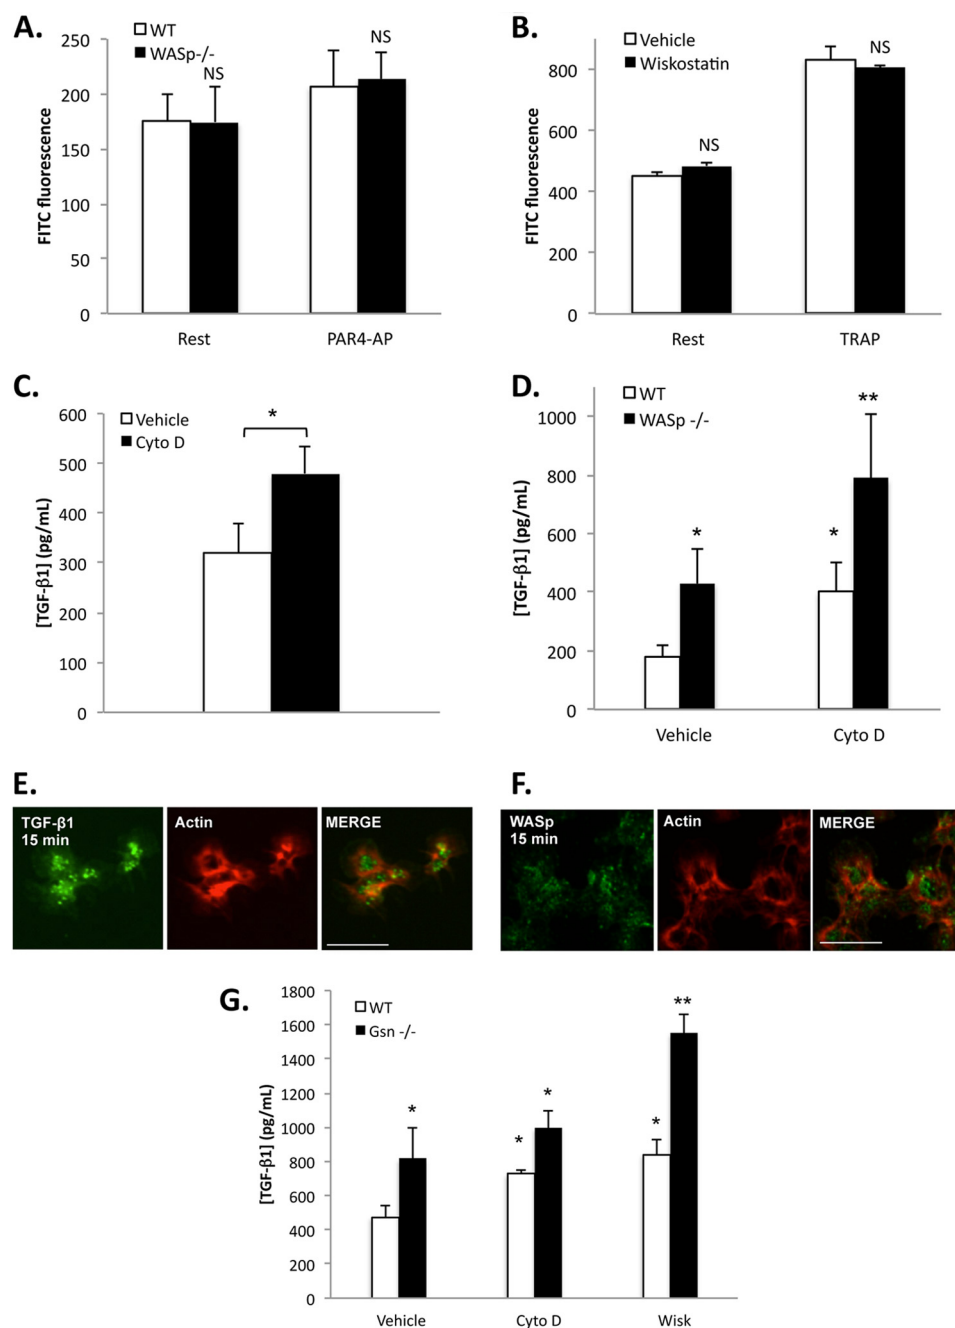 A.
WT
WASp-/-
FITC fluorescence
250
200
150
100
50
0
NS
NS
Rest
PAR4-AP
B.
Vehicle
Wiskostatin
FITC fluorescence
800
600
400
200
0
NS
NS
Rest
TRAP
C.
Vehicle
Cyto D
[TGF-β1] (pg/mL)
600
500
400
300
200
100
0
*
D.
WT
WASp -/-
[TGF-β1] (pg/mL)
1000
800
600
400
200
0
*
*
**
Vehicle
Cyto D
E.
TGF-β1
15 min
Actin
MERGE
F.
WASp
15 min
Actin
MERGE
G.
WT
Gsn -/-
[TGF-β1] (pg/mL)
1800
1600
1400
1200
1000
800
600
400
200
0
*
*
*
*
**
Vehicle
Cyto D
Wisk